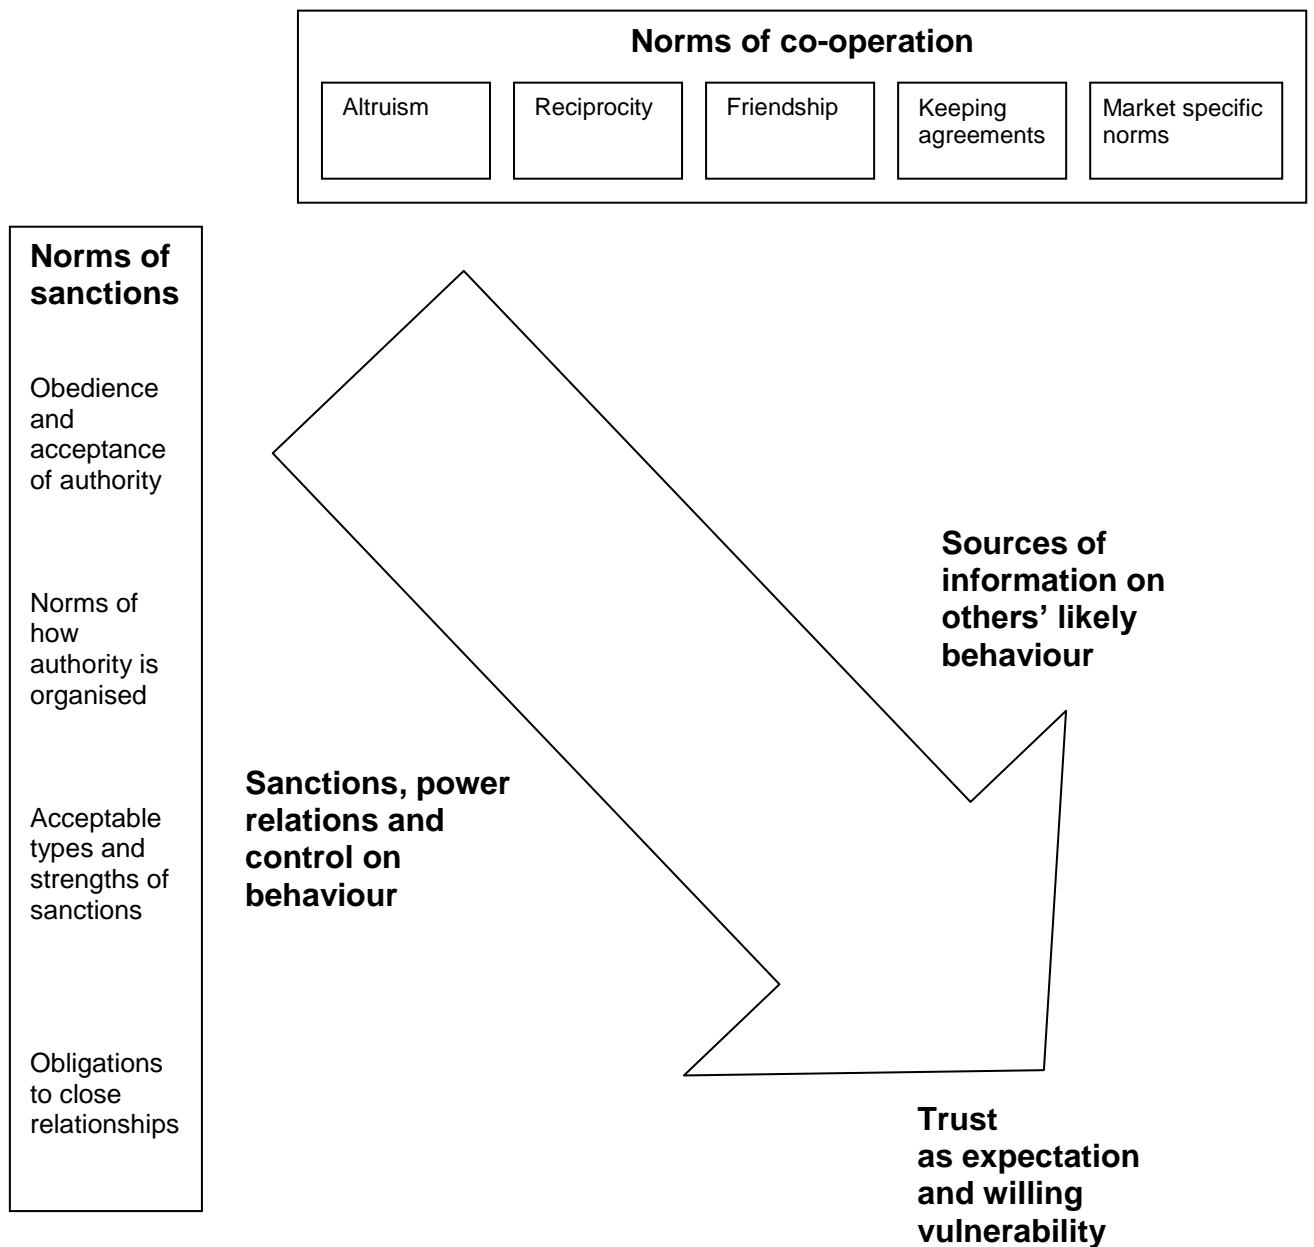 Norms of co-operation
Altruism
Reciprocity
Friendship
Keeping
agreements
Market specific
norms
Norms of
sanctions
Obedience
and
acceptance
of authority
Norms of
how
authority is
organised
Acceptable
types and
strengths of
sanctions
Obligations
to close
relationships
Sources of
information on
others’ likely
behaviour
Sanctions, power
relations and
control on
behaviour
Trust
as expectation
and willing
vulnerability